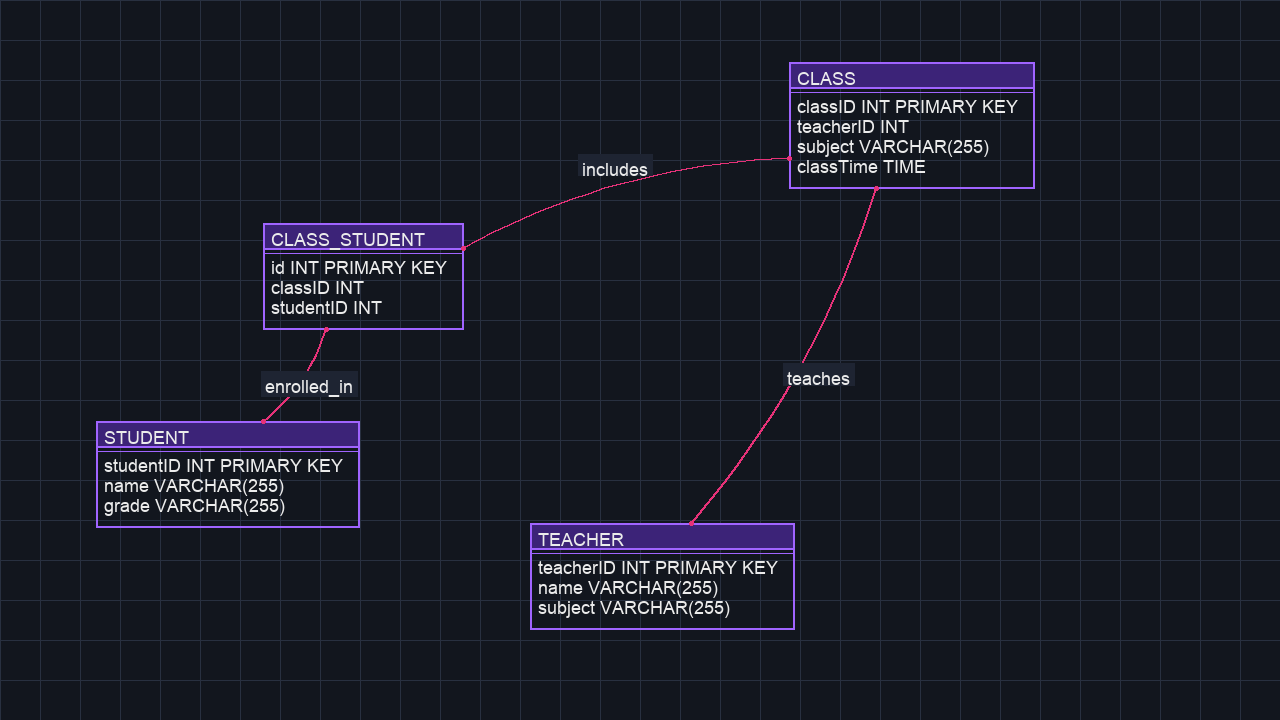 CLASS
classID INT PRIMARY KEY
teacherID INT
subject VARCHAR(255)
classTime TIME
includes
CLASS_STUDENT
id INT PRIMARY KEY
classID INT
studentID INT
enrolled_in
teaches
STUDENT
studentID INT PRIMARY KEY
name VARCHAR(255)
grade VARCHAR(255)
TEACHER
teacherID INT PRIMARY KEY
name VARCHAR(255)
subject VARCHAR(255)